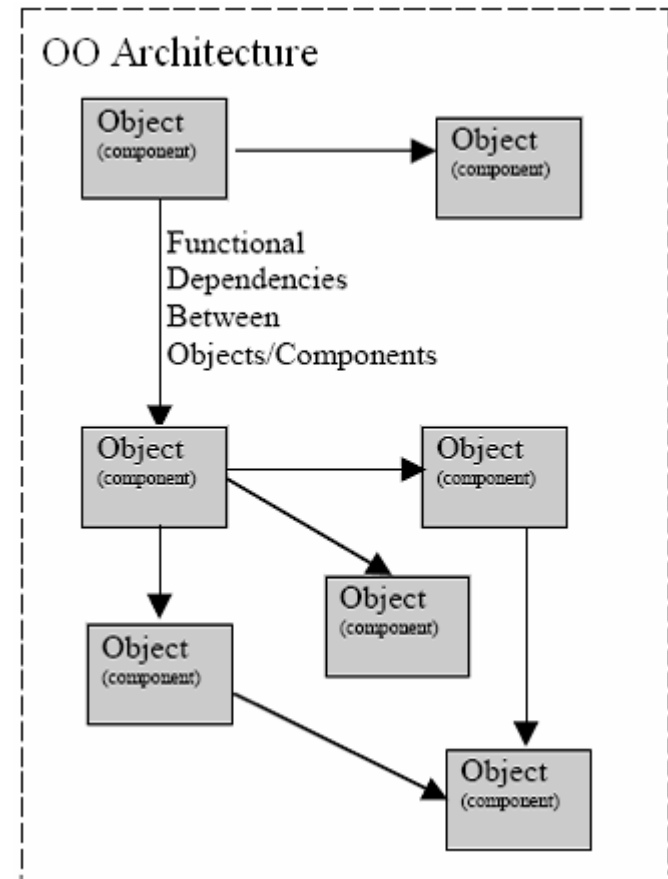 OO Architecture
Object
(component)
Object
(component)
Functional
Dependencies
Between
Objects/Components
Object
(component)
Object
(component)
Object
(component)
Object
(component)
Object
(component)